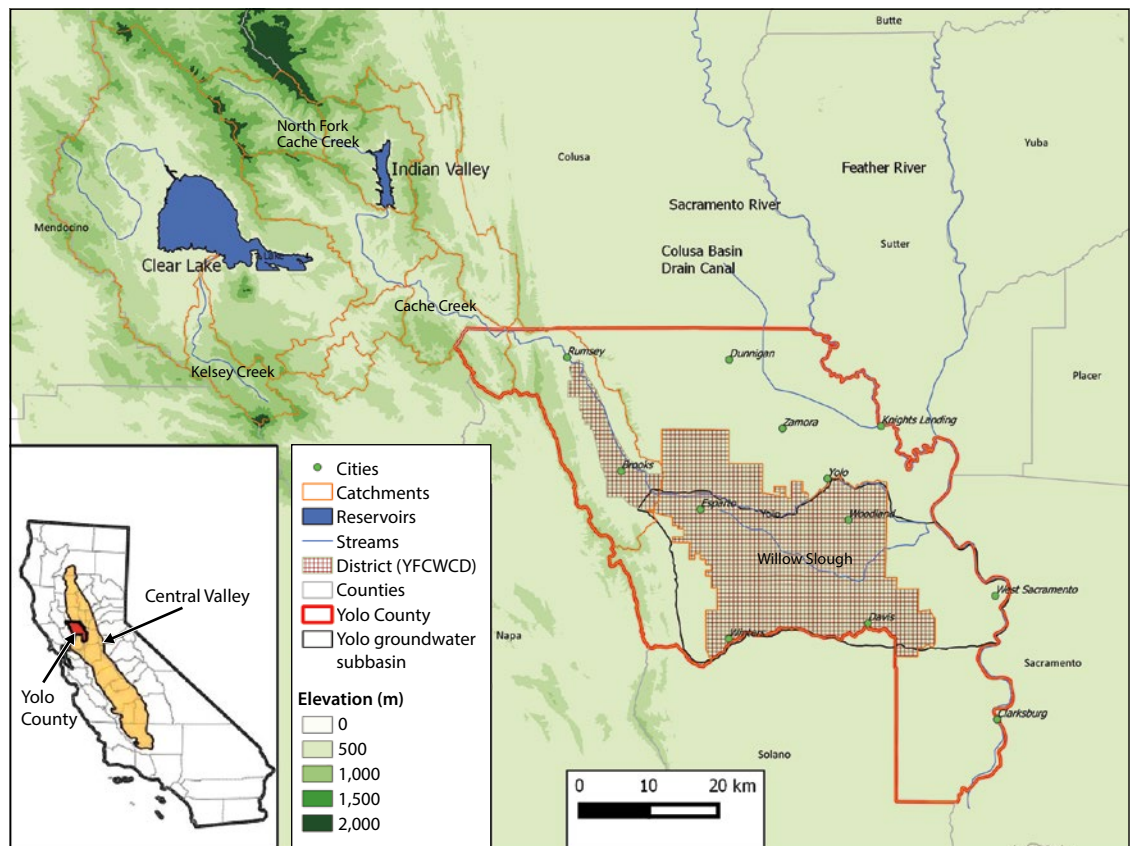 Butte
North Fork
Cache Creek
Colusa
Indian Valley
Feather River
Yuba
Mendocino
Sacramento River
Sutter
Colusa Basin
Drain Canal
Clear Lake
Cache Creek
Rumsey
Dunnigan
Kelsey Creek
Placer
Zamora
Knights Landing
Brooks
Yolo
Esparto
Yolo
Woodland
Willow Slough
West Sacramento
Davis
Winters
Napa
Sacramento
Clarksburg
Solano
Central Valley
Yolo
County
Cities
Catchments
Reservoirs
Streams
District (YFCWCD)
Counties
Yolo County
Yolo groundwater
subbasin
Elevation (m)
0
500
1,000
1,500
2,000
0 10 20 km